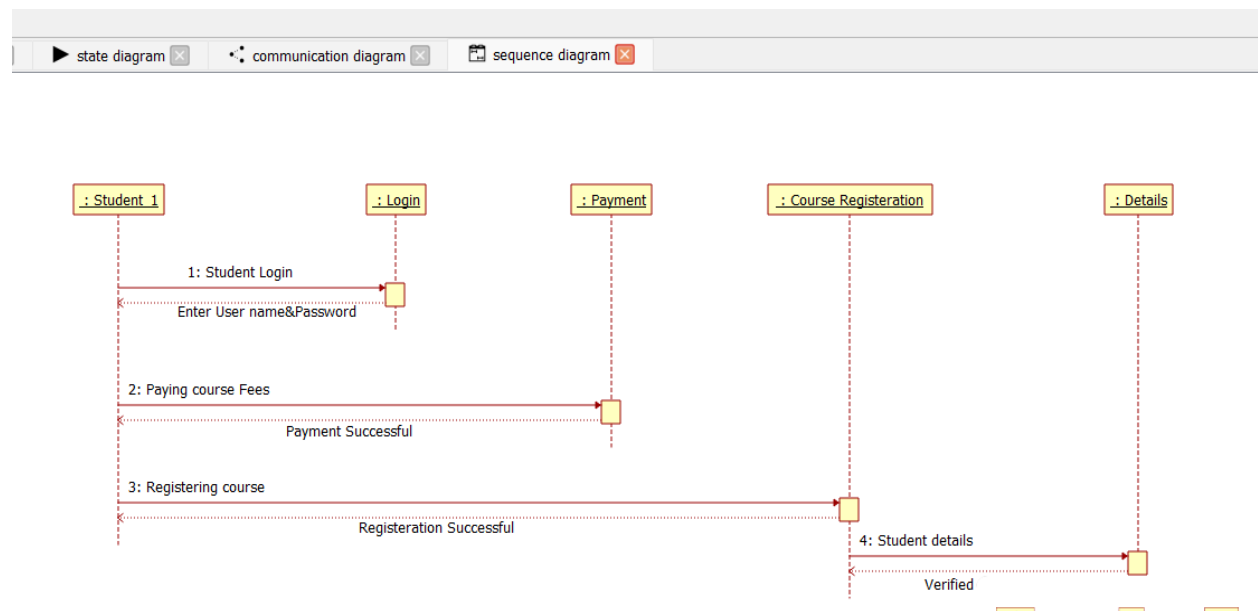 state diagram
communication diagram
sequence diagram
: Student_1
: Login
: Payment
: Course Registeration
: Details
1: Student Login
Enter User name&Password
2: Paying course Fees
Payment Successful
3: Registering course
Registeration Successful
4: Student details
Verified